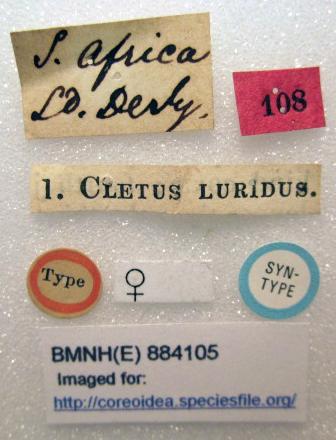 S. Africa
Ld. Derby.
108
1. CLETUS LURIDUS.
Type
♀
SYN-
TYPE
BMNH(E) 884105
Imaged for:
http://coreoidea.speciesfile.org/